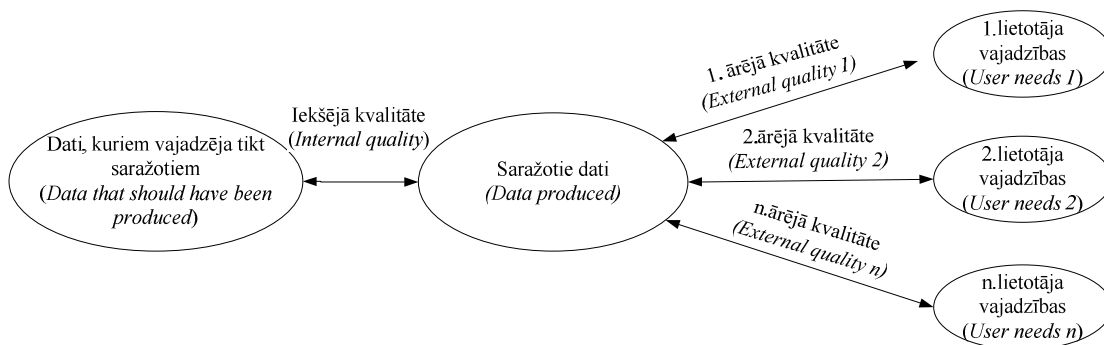 Dati, kuriem vajadzēja tikt
saražotiem
(Data that should have been
produced)
Iekšējā kvalitāte
(Internal quality)
Saražotie dati
(Data produced)
1. ārējā kvalitāte
(External quality 1)
2.ārējā kvalitāte
(External quality 2)
n.ārējā kvalitāte
(External quality n)
1.lietotāja
vajadzības
(User needs 1)
2.lietotāja
vajadzības
(User needs 2)
n.lietotāja
vajadzības
(User needs n)